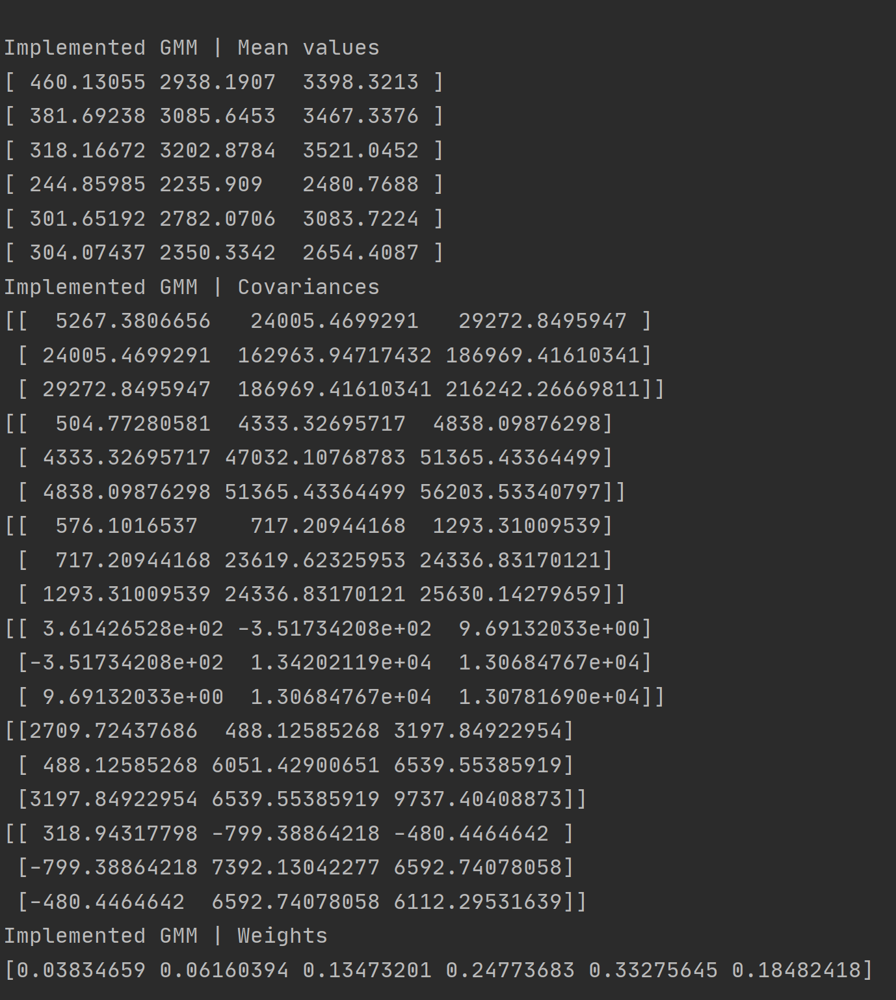 Implemented GMM | Mean values
[ 460.13055 2938.1907  3398.3213 ]
[ 381.69238 3085.6453  3467.3376 ]
[ 318.16672 3202.8784  3521.0452 ]
[ 244.85985 2235.909   2480.7688 ]
[ 301.65192 2782.0706  3083.7224 ]
[ 304.07437 2350.3342  2654.4087 ]
Implemented GMM | Covariances
[[  5267.3806656   24005.4699291   29272.8495947 ]
 [ 24005.4699291  162963.94717432 186969.41610341]
 [ 29272.8495947  186969.41610341 216242.26669811]]
[[  504.77280581  4333.32695717  4838.09876298]
 [ 4333.32695717 47032.10768783 51365.43364499]
 [ 4838.09876298 51365.43364499 56203.53340797]]
[[  576.1016537    717.20944168  1293.31009539]
 [  717.20944168 23619.62325953 24336.83170121]
 [ 1293.31009539 24336.83170121 25630.14279659]]
[[ 3.61426528e+02 -3.51734208e+02  9.69132033e+00]
 [-3.51734208e+02  1.34202119e+04  1.30684767e+04]
 [ 9.69132033e+00  1.30684767e+04  1.30781690e+04]]
[[2709.72437686  488.12585268 3197.84922954]
 [ 488.12585268 6051.42900651 6539.55385919]
 [3197.84922954 6539.55385919 9737.40408873]]
[[ 318.94317798 -799.38864218 -480.4464642 ]
 [-799.38864218 7392.13042277 6592.74078058]
 [-480.4464642  6592.74078058 6112.29531639]]
Implemented GMM | Weights
[0.03834659 0.06160394 0.13473201 0.24773683 0.33275645 0.18482418]